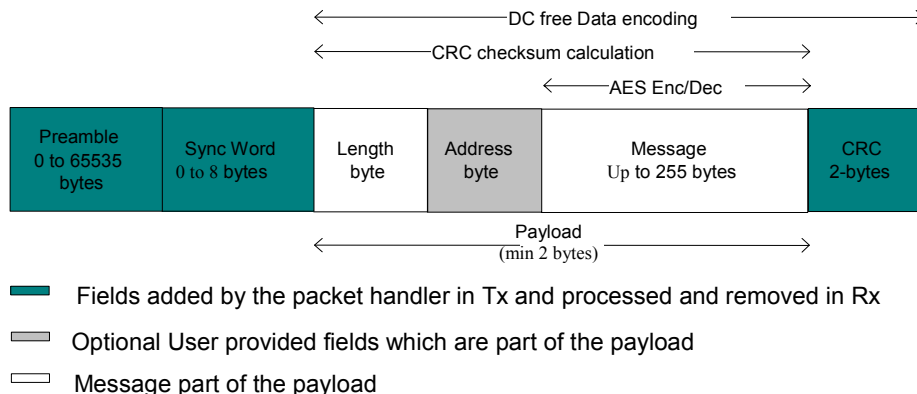 DC free Data encoding
CRC checksum calculation
AES Enc/Dec
Preamble
0 to 65535
bytes
Sync Word
0 to 8 bytes
Length
byte
Address
byte
Message
Up to 255 bytes
CRC
2-bytes
Payload
(min 2 bytes)
Fields added by the packet handler in Tx and processed and removed in Rx
Optional User provided fields which are part of the payload
Message part of the payload